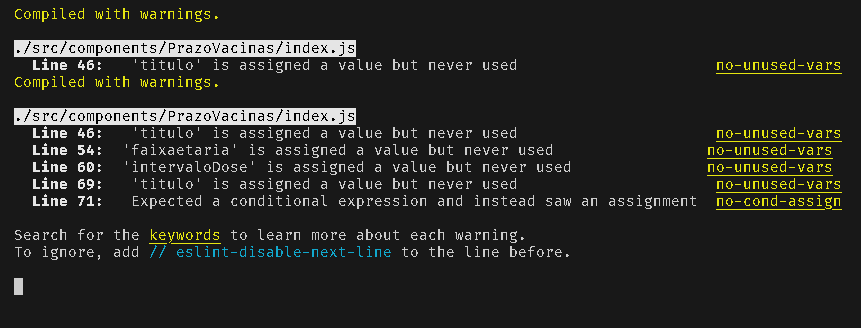 Compiled with warnings.
./src/components/PrazoVacinas/index.js
Line 46: 'titulo' is assigned a value but never used no-unused-vars
Compiled with warnings.
./src/components/PrazoVacinas/index.js
Line 46: 'titulo' is assigned a value but never used no-unused-vars
Line 54: 'faixaetaria' is assigned a value but never used no-unused-vars
Line 60: 'intervaloDose' is assigned a value but never used no-unused-vars
Line 69: 'titulo' is assigned a value but never used no-unused-vars
Line 71: Expected a conditional expression and instead saw an assignment no-cond-assign
Search for the keywords to learn more about each warning.
To ignore, add // eslint-disable-next-line to the line before.